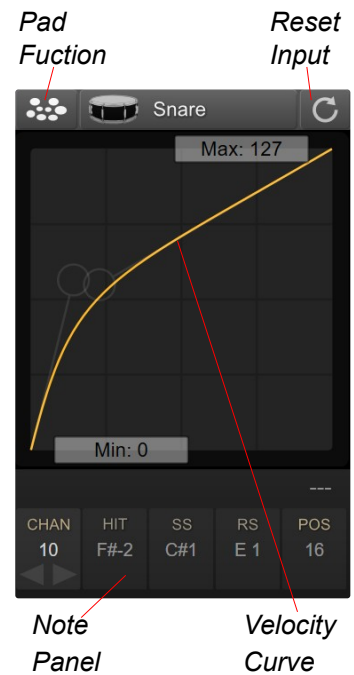 Pad
Fuction
Reset
Input
Snare
Max: 127
Min: 0
---
CHAN HIT SS RS POS
10 F#-2 C#1 E 1 16
Note
Panel
Velocity
Curve